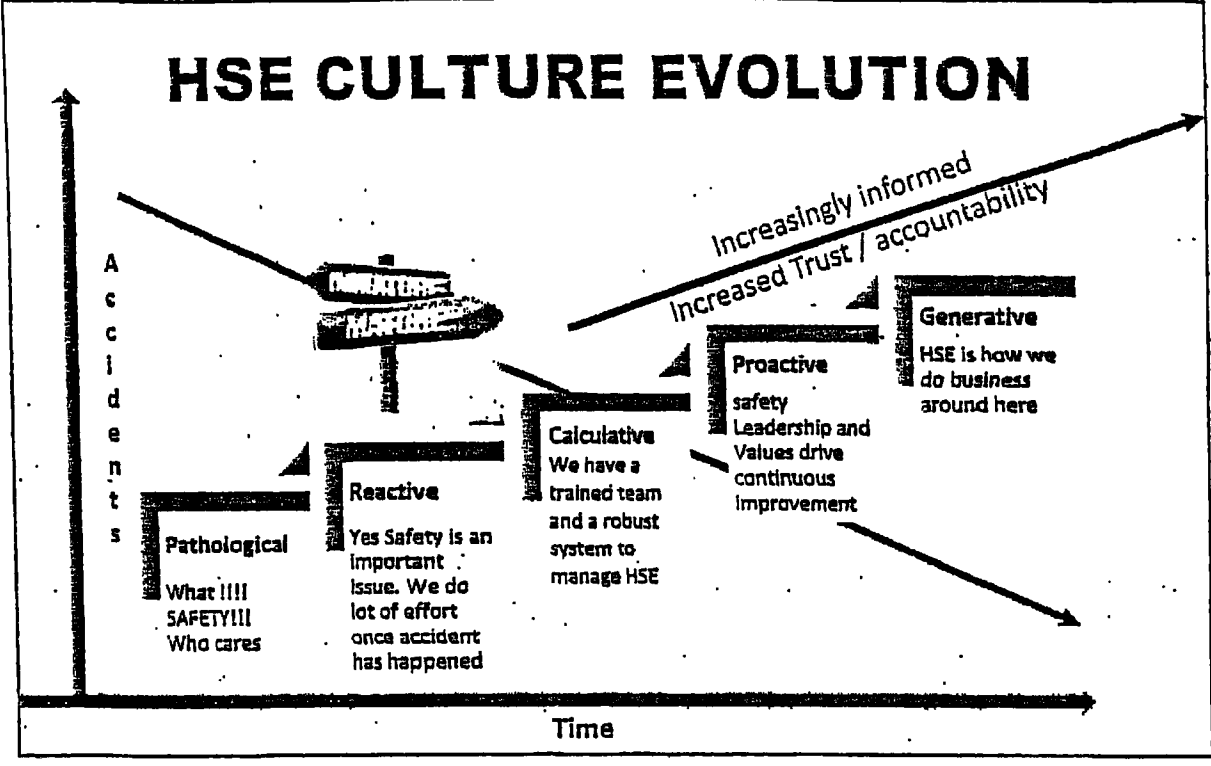 HSE CULTURE EVOLUTION
Increasingly informed
Increased Trust / accountability
Accidents
Generative
HSE is how we
do business
around here
Proactive
safety
Leadership and
Values drive
continuous
improvement
Calculative
We have a
trained team
and a robust
system to
manage HSE
Reactive
Yes Safety is an
important
issue. We do
lot of effort
once accident
has happened
Pathological
What !!!!
SAFETY!!!
Who cares
Time